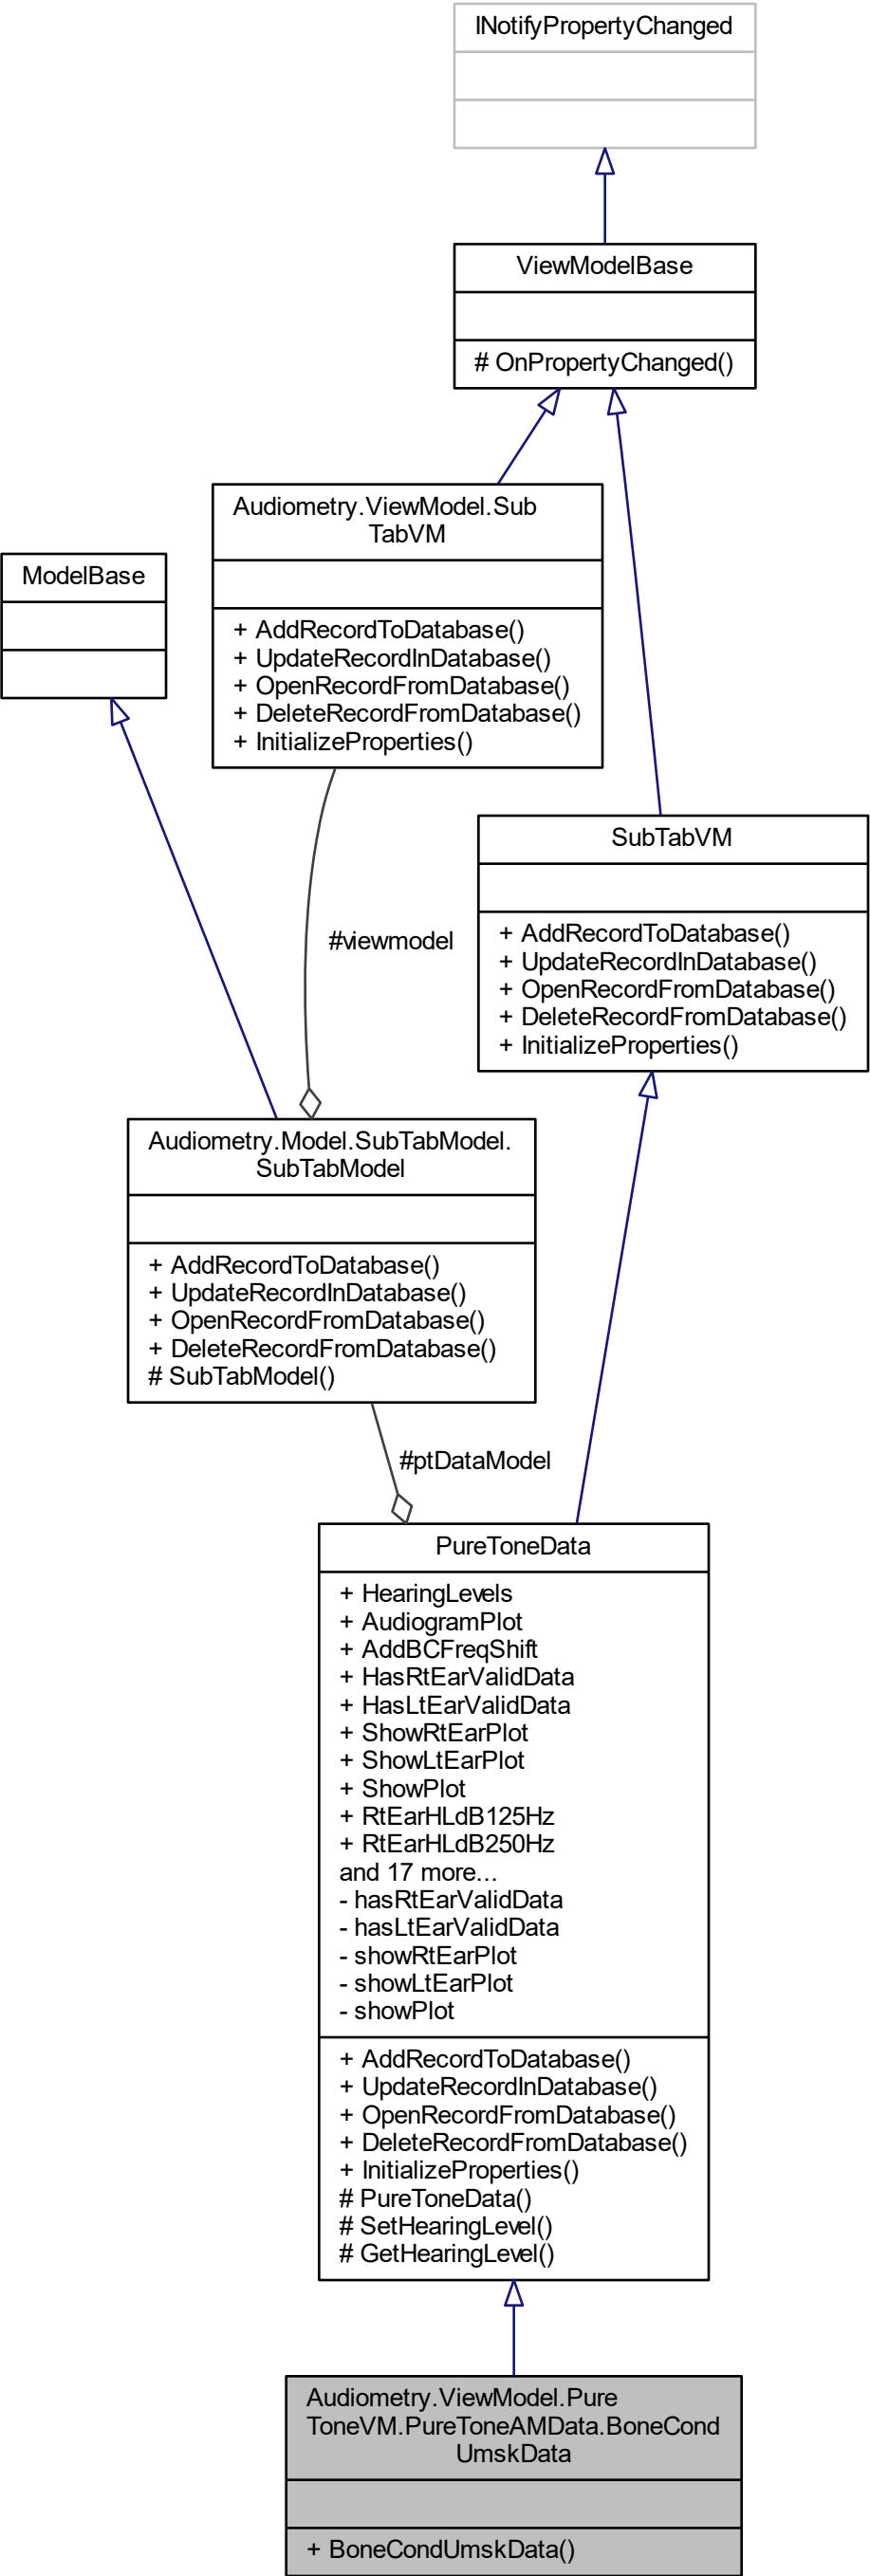 INotifyPropertyChanged
ViewModelBase
# OnPropertyChanged()
Audiometry.ViewModel.Sub
TabVM
+ AddRecordToDatabase()
+ UpdateRecordInDatabase()
+ OpenRecordFromDatabase()
+ DeleteRecordFromDatabase()
+ InitializeProperties()
ModelBase
SubTabVM
+ AddRecordToDatabase()
+ UpdateRecordInDatabase()
+ OpenRecordFromDatabase()
+ DeleteRecordFromDatabase()
+ InitializeProperties()
#viewmodel
Audiometry.Model.SubTabModel.
SubTabModel
+ AddRecordToDatabase()
+ UpdateRecordInDatabase()
+ OpenRecordFromDatabase()
+ DeleteRecordFromDatabase()
# SubTabModel()
#ptDataModel
PureToneData
+ HearingLevels
+ AudiogramPlot
+ AddBCFreqShift
+ HasRtEarValidData
+ HasLtEarValidData
+ ShowRtEarPlot
+ ShowLtEarPlot
+ ShowPlot
+ RtEarHLdB125Hz
+ RtEarHLdB250Hz
and 17 more...
- hasRtEarValidData
- hasLtEarValidData
- showRtEarPlot
- showLtEarPlot
- showPlot
+ AddRecordToDatabase()
+ UpdateRecordInDatabase()
+ OpenRecordFromDatabase()
+ DeleteRecordFromDatabase()
+ InitializeProperties()
# PureToneData()
# SetHearingLevel()
# GetHearingLevel()
Audiometry.ViewModel.Pure
ToneVM.PureToneAMData.BoneCond
UmskData
+ BoneCondUmskData()